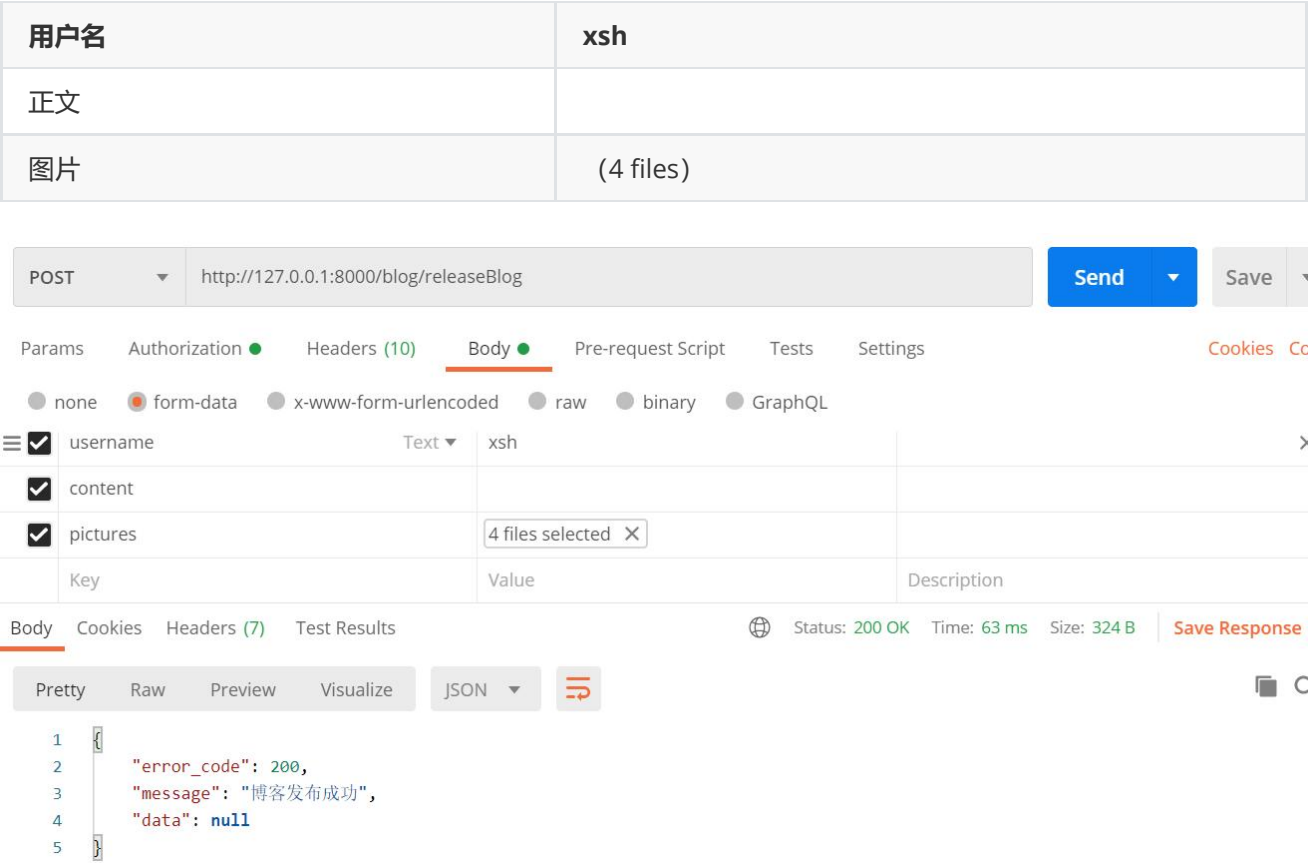 用户名 xsh
正文
图片 (4 files)
POST http://127.0.0.1:8000/blog/releaseBlog Send Save
Params Authorization Headers (10) Body Pre-request Script Tests Settings Cookies Co
none form-data x-www-form-urlencoded raw binary GraphQL
username Text xsh
content
pictures 4 files selected
Key Value Description
Body Cookies Headers (7) Test Results Status: 200 OK Time: 63 ms Size: 324 B Save Response
Pretty Raw Preview Visualize JSON
1 {
2 "error_code": 200,
3 "message": "博客发布成功",
4 "data": null
5 }